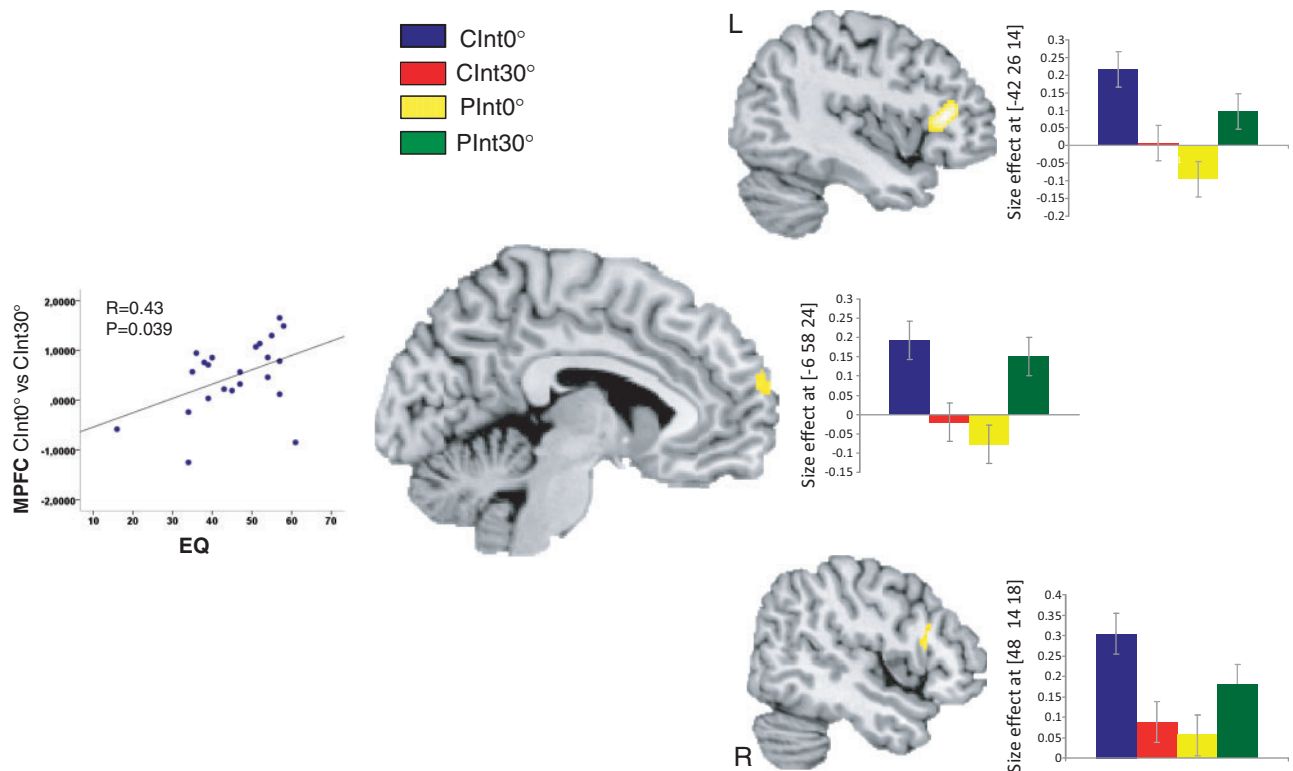 L
CInt0°
CInt30°
PInt0°
PInt30°
Size effect at [-42 26 14]
0.3
0.25
0.2
0.15
0.1
0.05
0
-0.05
-0.1
-0.15
-0.2
MPFC CInt0° vs CInt30°
2,0000
1,0000
,0000
-1,0000
-2,0000
R=0.43
P=0.039
10 20 30 40 50 60 70
EQ
Size effect at [-6 58 24]
0.3
0.25
0.2
0.15
0.1
0.05
0
-0.05
-0.1
-0.15
R
Size effect at [48 14 18]
0.4
0.35
0.3
0.25
0.2
0.15
0.1
0.05
0